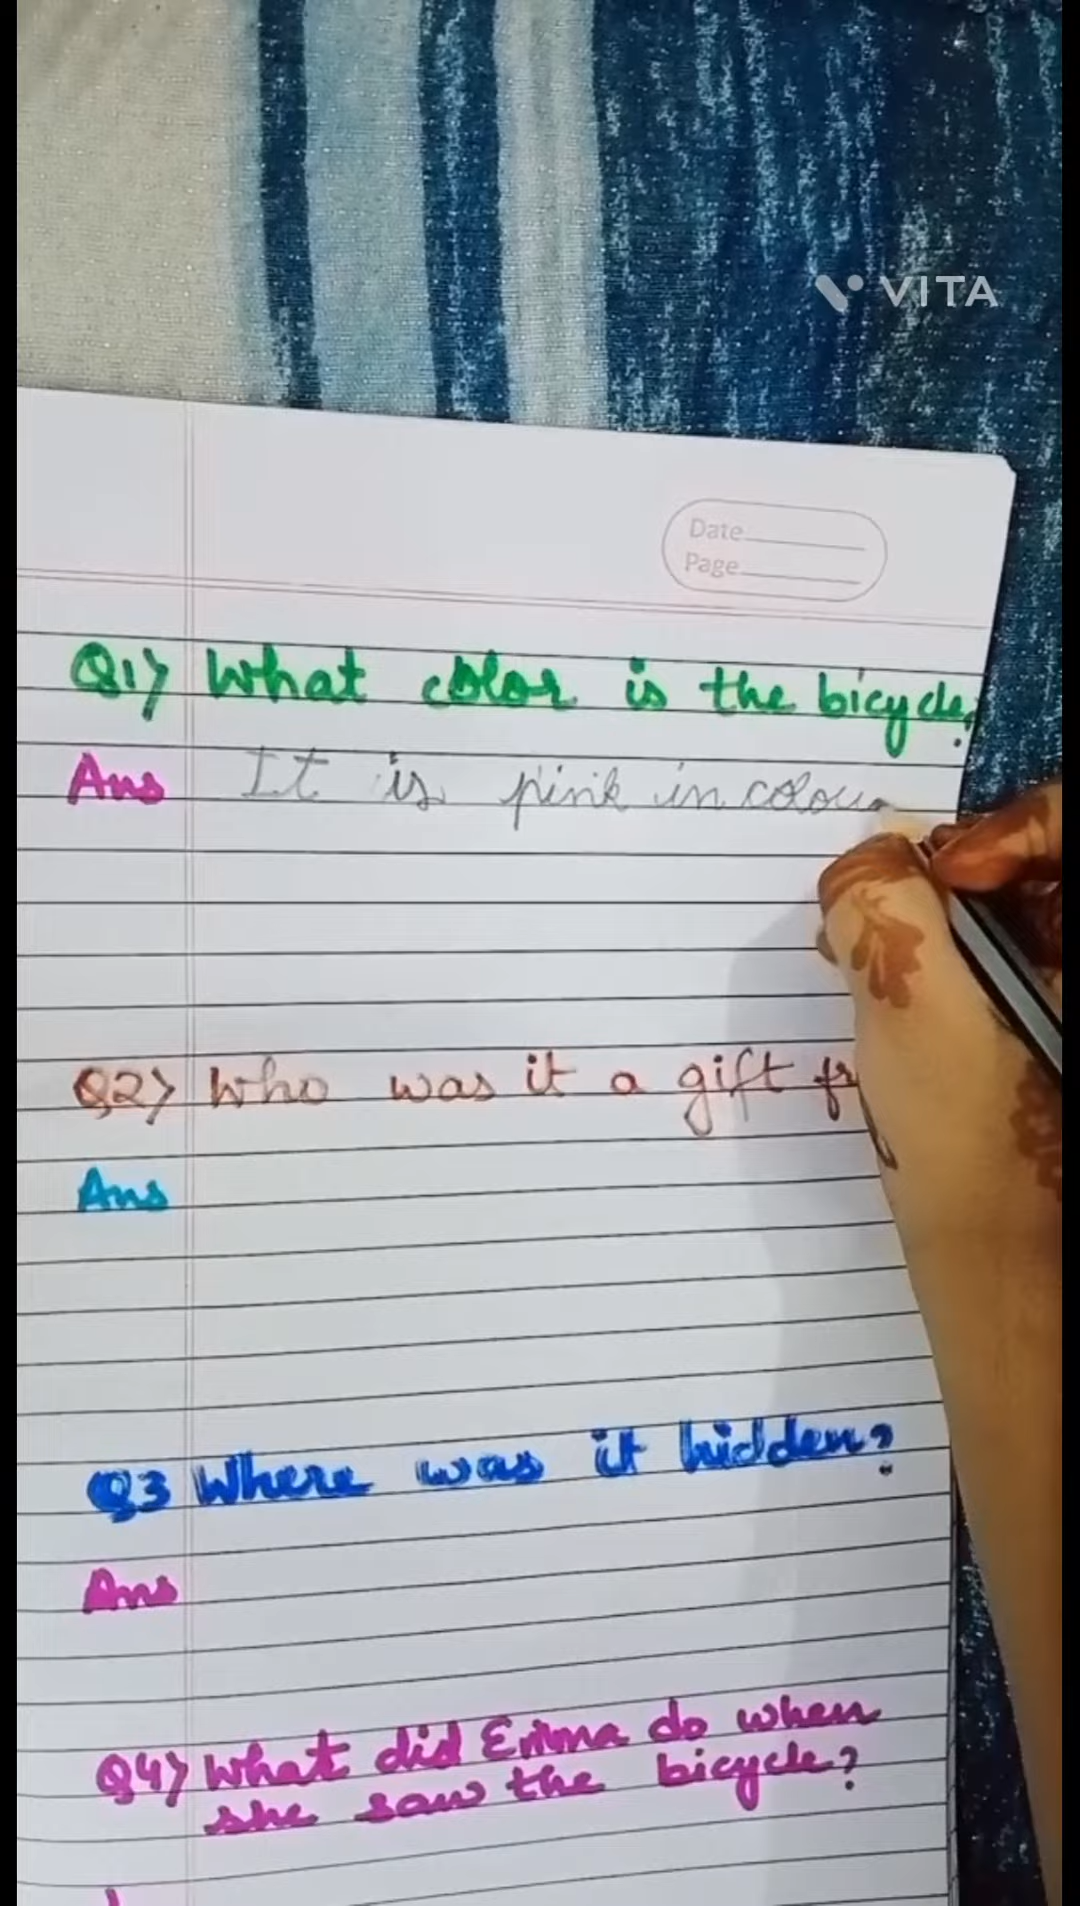 VITA
Date
Page
Q1> What color is the bicycle?
Ans It is pink in colou
Q2> Who was it a gift
Ans
Q3 Where was it hidden?
Ans
Q4> What did Emma do when
she saw the bicycle?